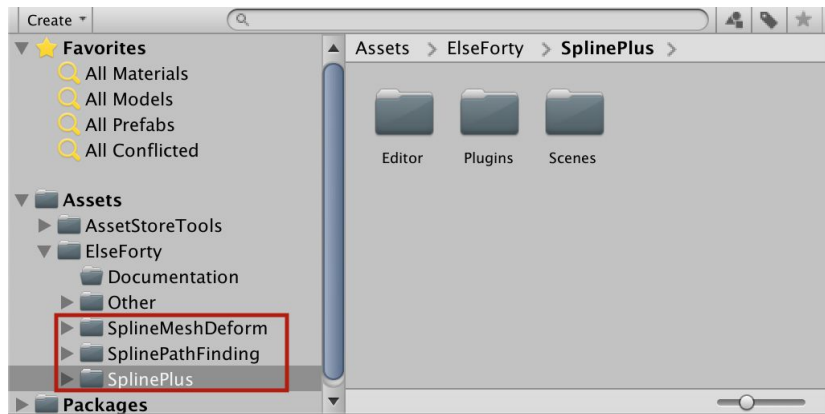 Create
Favorites
All Materials
All Models
All Prefabs
All Conflicted
Assets
AssetStoreTools
ElseForty
Documentation
Other
SplineMeshDeform
SplinePathFinding
SplinePlus
Packages
Assets > ElseForty > SplinePlus >
Editor Plugins Scenes